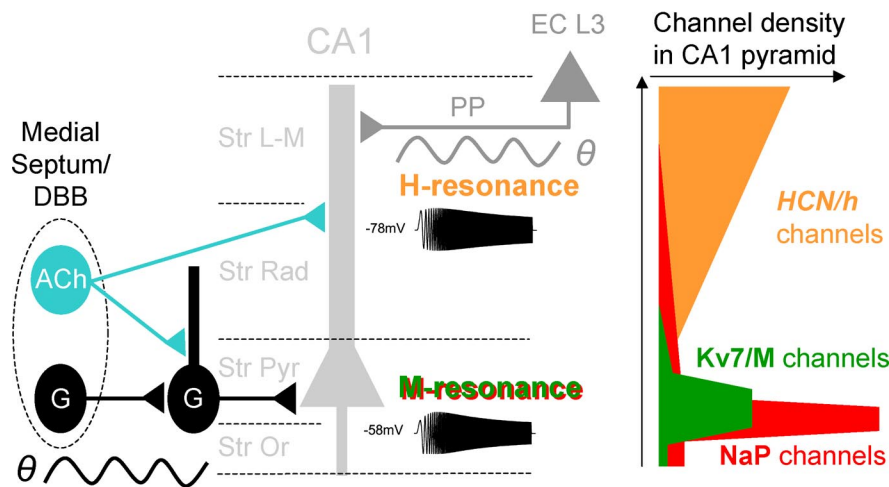 EC L3
Channel density
in CA1 pyramid
CA1
PP
Medial
Septum/
DBB
Str L-M
θ
H-resonance
HCN/h
channels
-78mV
ACh
Str Rad
Kv7/M channels
Str Pyr
M-resonance
G
G
-58mV
Str Or
NaP channels
θ